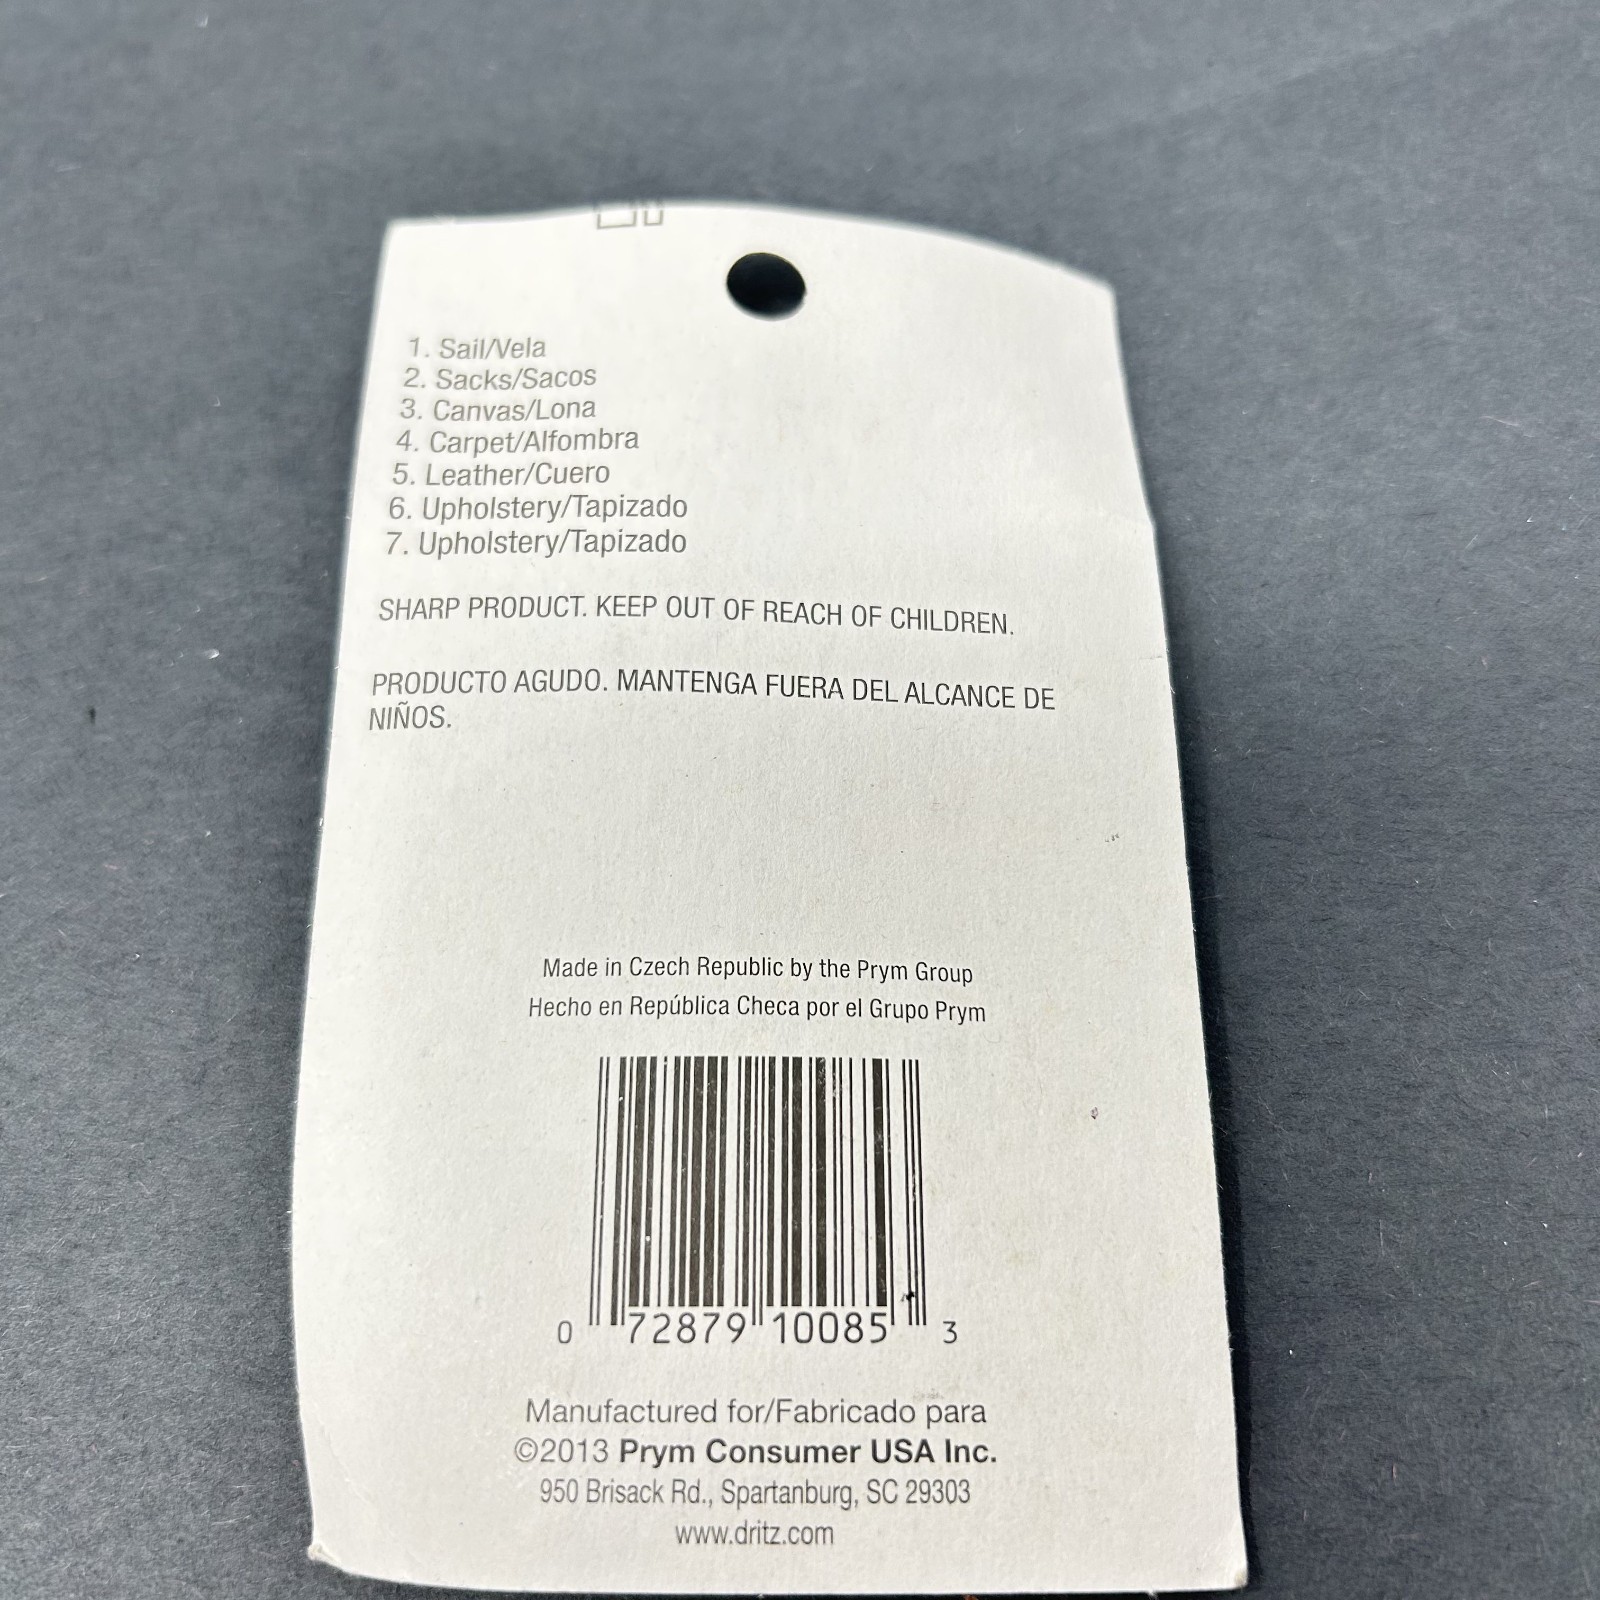 1. Sail/Vela
2. Sacks/Sacos
3. Canvas/Lona
4. Carpet/Alfombra
5. Leather/Cuero
6. Upholstery/Tapizado
7. Upholstery/Tapizado
SHARP PRODUCT. KEEP OUT OF REACH OF CHILDREN.
PRODUCTO AGUDO. MANTENGA FUERA DEL ALCANCE DE
NIÑOS.
Made in Czech Republic by the Prym Group
Hecho en República Checa por el Grupo Prym
0 72879 10085 3
Manufactured for/Fabricado para
©2013 Prym Consumer USA Inc.
950 Brisack Rd., Spartanburg, SC 29303
www.dritz.com